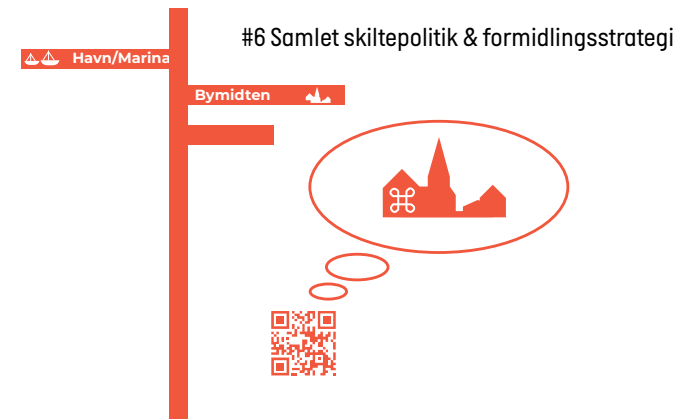 #6 Samlet skiltepolitik & formidlingsstrategi
Havn/Marina
Bymidten